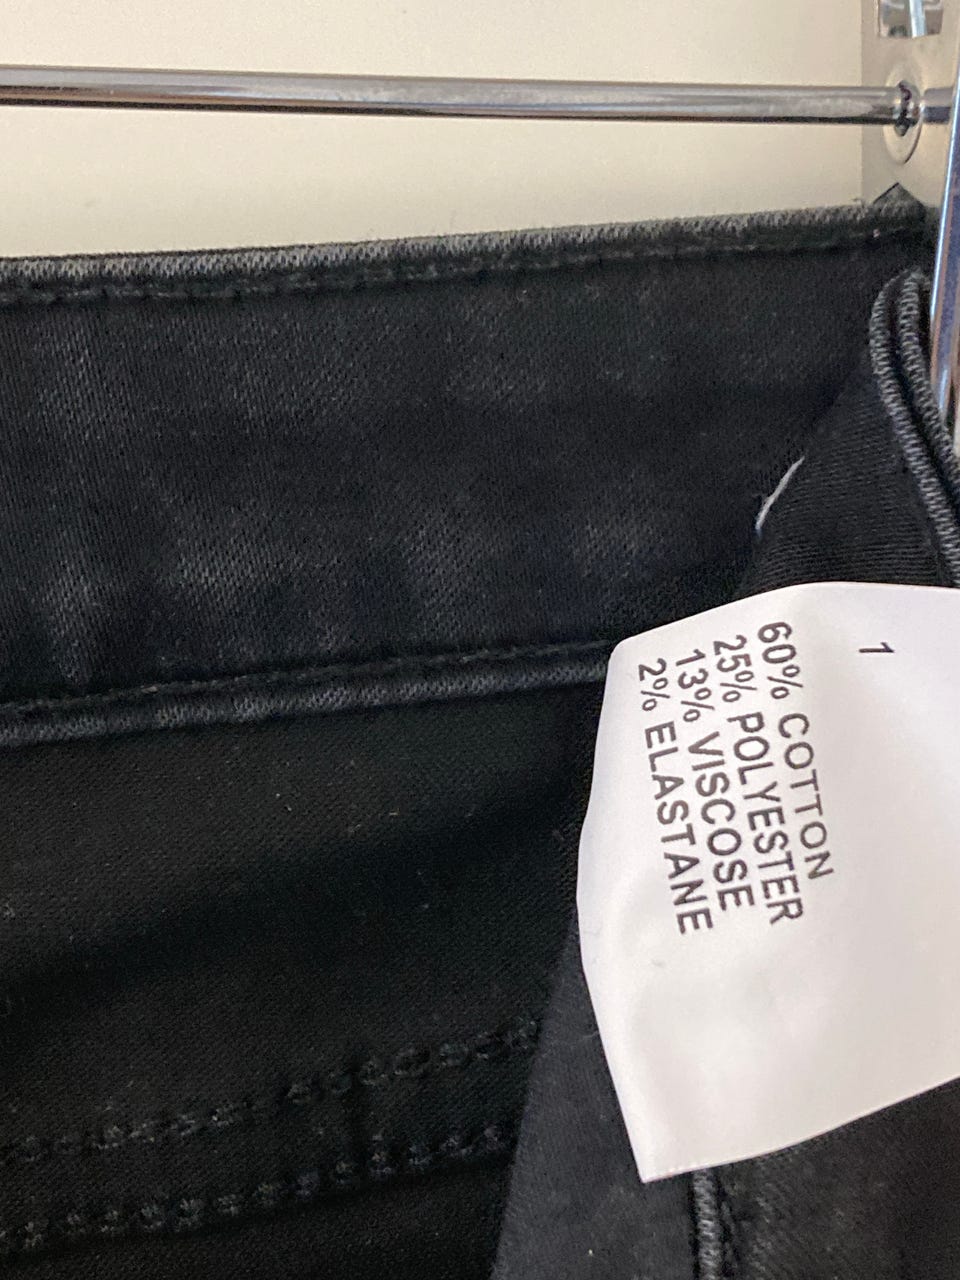 1
60% COTTON
25% POLYESTER
13% VISCOSE
2% ELASTANE